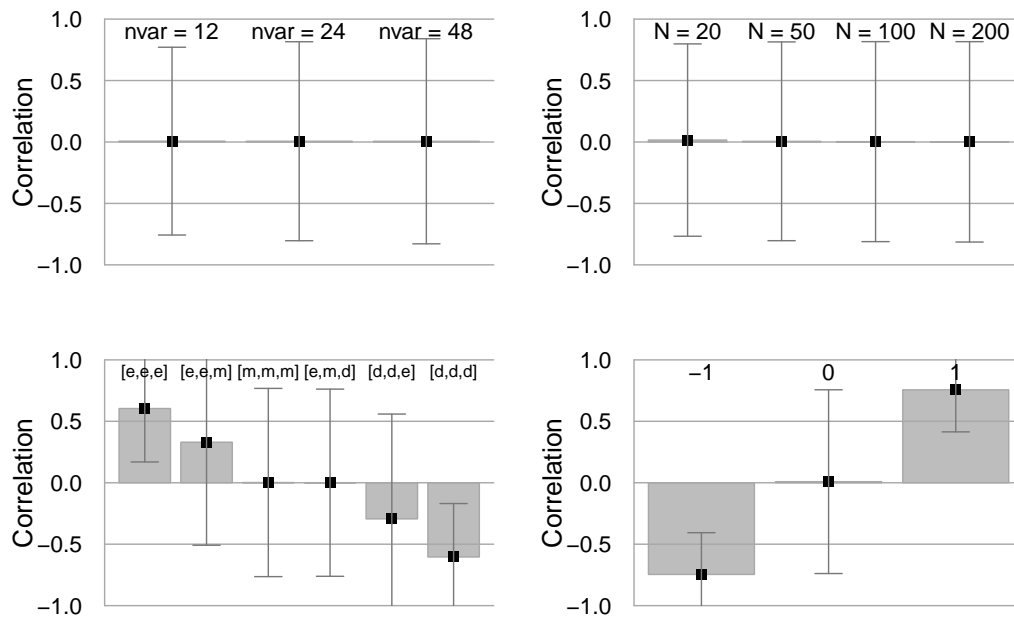 1.0
nvar = 12 nvar = 24 nvar = 48
0.5
0.0
−0.5
−1.0
Correlation
1.0
N = 20 N = 50 N = 100 N = 200
0.5
0.0
−0.5
−1.0
Correlation
1.0
[e,e,e] [e,e,m] [m,m,m] [e,m,d] [d,d,e] [d,d,d]
0.5
0.0
−0.5
−1.0
Correlation
1.0
−1 0 1
0.5
0.0
−0.5
−1.0
Correlation